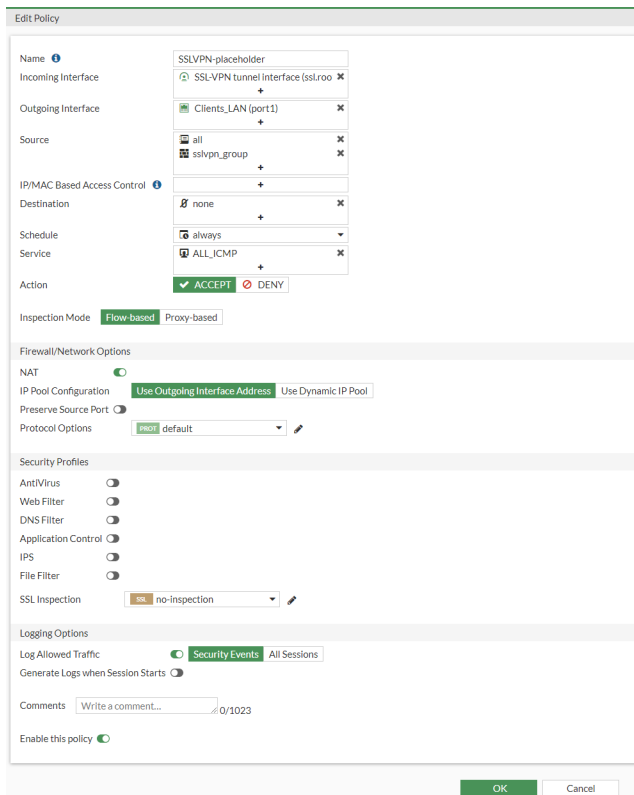 Edit Policy
Name
SSLVPN-placeholder
Incoming Interface
SSL-VPN tunnel interface (ssl.roo
+
Outgoing Interface
Clients_LAN (port1)
+
Source
all
sslvpn_group
+
IP/MAC Based Access Control
+
Destination
none
+
Schedule
always
Service
ALL_ICMP
+
Action
ACCEPT DENY
Inspection Mode Flow-based Proxy-based
Firewall/Network Options
NAT
IP Pool Configuration Use Outgoing Interface Address Use Dynamic IP Pool
Preserve Source Port
Protocol Options PROT default
Security Profiles
AntiVirus
Web Filter
DNS Filter
Application Control
IPS
File Filter
SSL Inspection SSL no-inspection
Logging Options
Log Allowed Traffic Security Events All Sessions
Generate Logs when Session Starts
Comments Write a comment... 0/1023
Enable this policy
OK Cancel